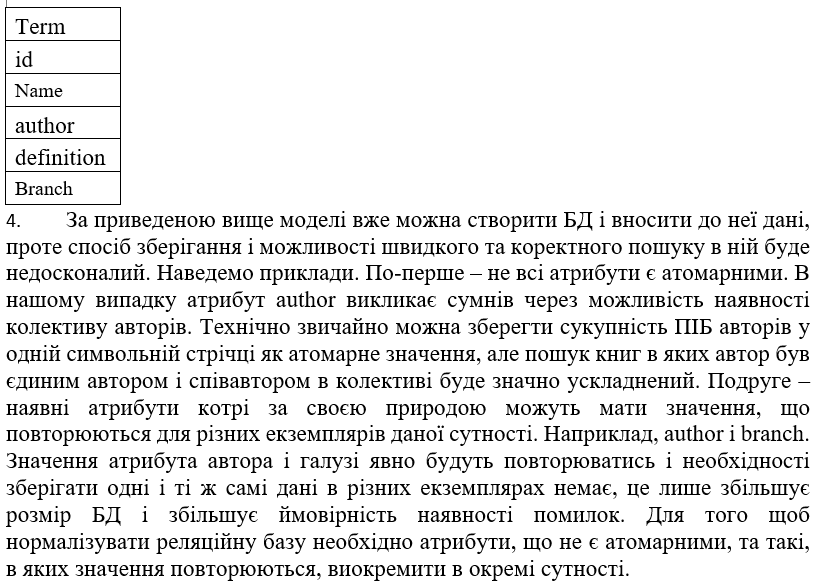 Term
id
Name
author
definition
Branch
4. За приведеною вище моделі вже можна створити БД і вносити до неї дані,
проте спосіб зберігання і можливості швидкого та коректного пошуку в ній буде
недосконалий. Наведемо приклади. По-перше – не всі атрибути є атомарними. В
нашому випадку атрибут author викликає сумнів через можливість наявності
колективу авторів. Технічно звичайно можна зберегти сукупність ПІБ авторів у
одній символьній стрічці як атомарне значення, але пошук книг в яких автор був
єдиним автором і співавтором в колективі буде значно ускладнений. Подруге –
наявні атрибути котрі за своєю природою можуть мати значення, що
повторюються для різних екземплярів даної сутності. Наприклад, author і branch.
Значення атрибута автора і галузі явно будуть повторюватись і необхідності
зберігати одні і ті ж самі дані в різних екземплярах немає, це лише збільшує
розмір БД і збільшує ймовірність наявності помилок. Для того щоб
нормалізувати реляційну базу необхідно атрибути, що не є атомарними, та такі,
в яких значення повторюються, виокремити в окремі сутності.